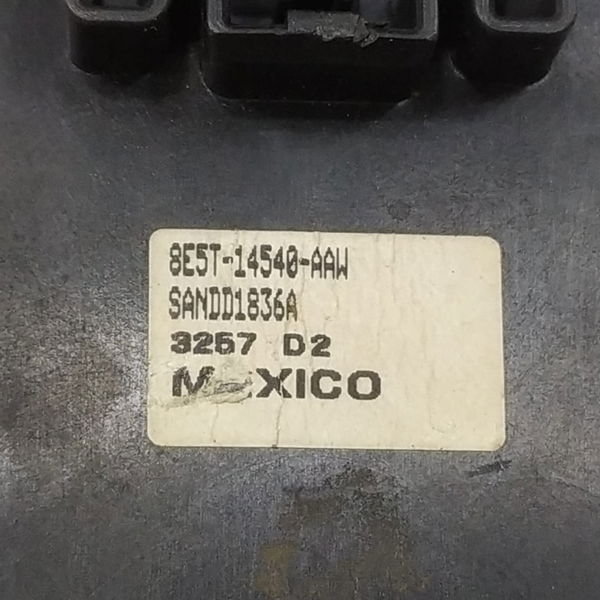 8E5T-14540-AAW
SANDD1836A
3257 D2
MEXICO